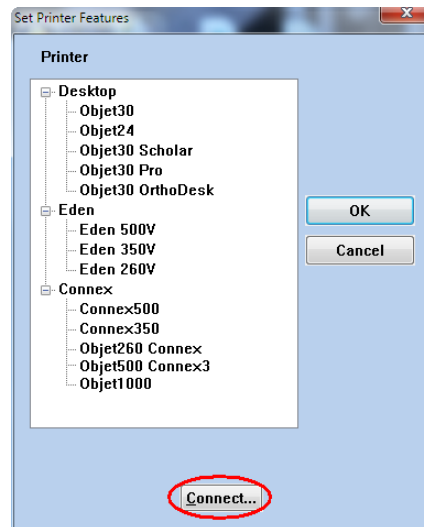 Set Printer Features
Printer
Desktop
Objet30
Objet24
Objet30 Scholar
Objet30 Pro
Objet30 OrthoDesk
Eden
Eden 500V
Eden 350V
Eden 260V
Connex
Connex500
Connex350
Objet260 Connex
Objet500 Connex3
Objet1000
OK
Cancel
Connect...